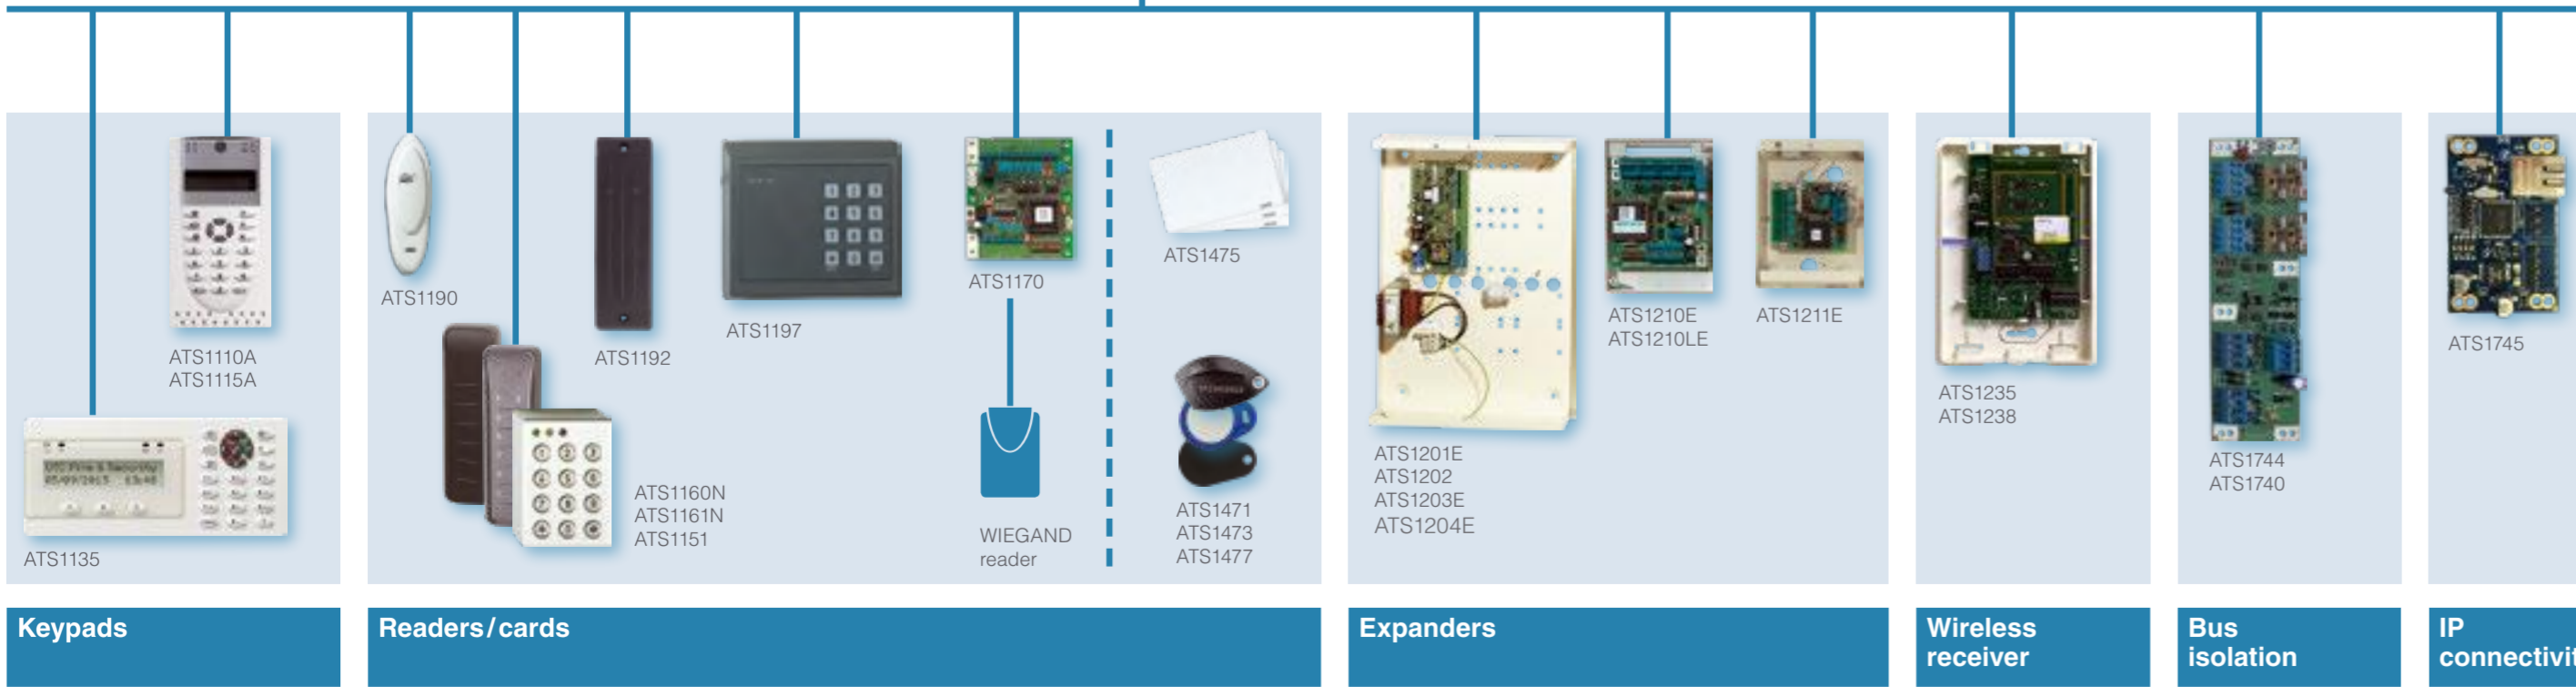 ATS1110A
ATS1115A
ATS1135
ATS1190
ATS1160N
ATS1161N
ATS1151
ATS1192
ATS1197
ATS1170
WIEGAND
reader
ATS1475
ATS1471
ATS1473
ATS1477
ATS1201E
ATS1202
ATS1203E
ATS1204E
ATS1210E
ATS1210LE
ATS1211E
ATS1235
ATS1238
ATS1744
ATS1740
ATS1745
Keypads
Readers/cards
Expanders
Wireless
receiver
Bus
isolation
IP
connectivit